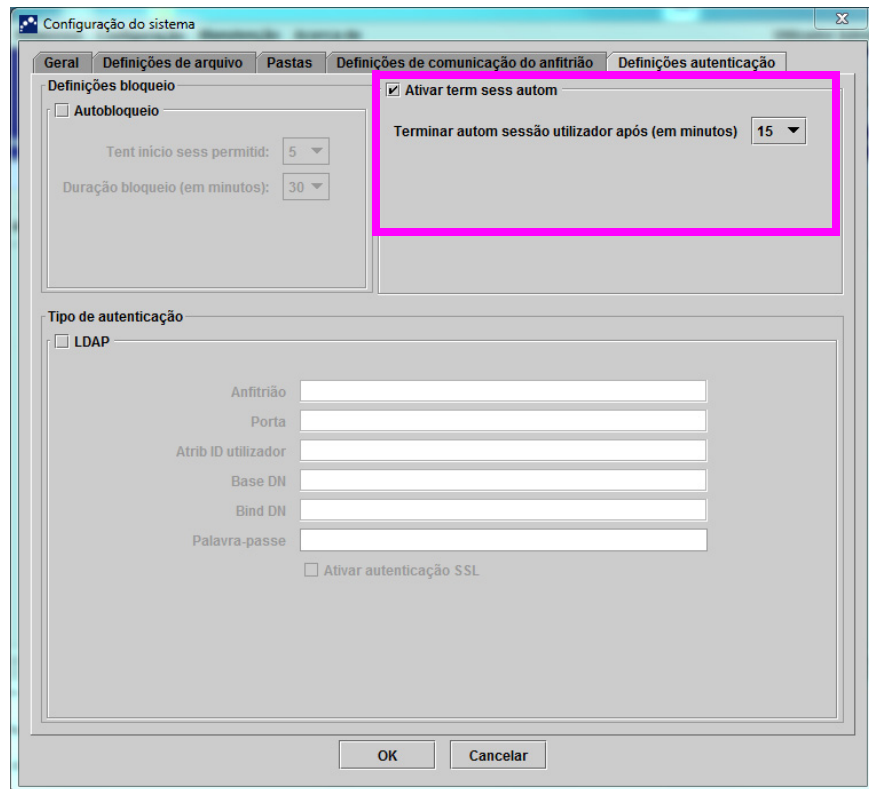 Configuração do sistema
Geral Definições de arquivo Pastas Definições de comunicação do anfitrião Definições autenticação
Definições bloqueio
Autobloqueio
Tent inicio sess permitid: 5
Duração bloqueio (em minutos): 30
Ativar term sess autom
Terminar autom sessão utilizador após (em minutos) 15
Tipo de autenticação
LDAP
Anfitrião
Porta
Atrib ID utilizador
Base DN
Bind DN
Palavra-passe
Ativar autenticação SSL
OK Cancelar